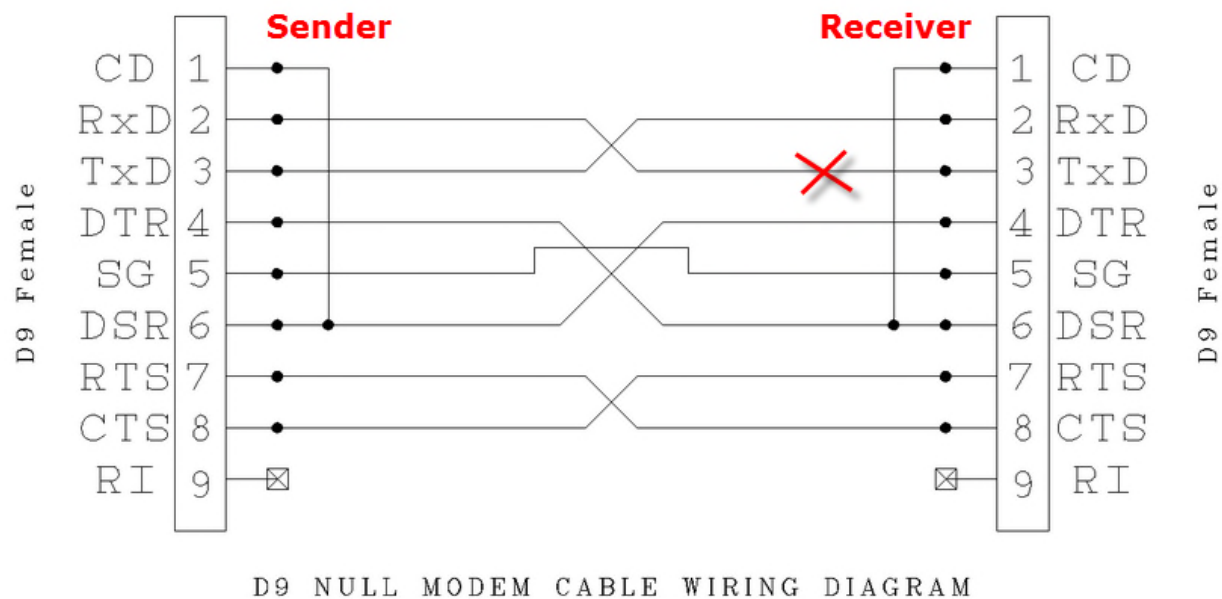 Sender Receiver
CD 1 1 CD
RxD 2 2 RxD
TxD 3 3 TxD
DTR 4 4 DTR
SG 5 5 SG
DSR 6 6 DSR
RTS 7 7 RTS
CTS 8 8 CTS
RI 9 9 RI
D9 Female
D9 Female
D9 NULL MODEM CABLE WIRING DIAGRAM